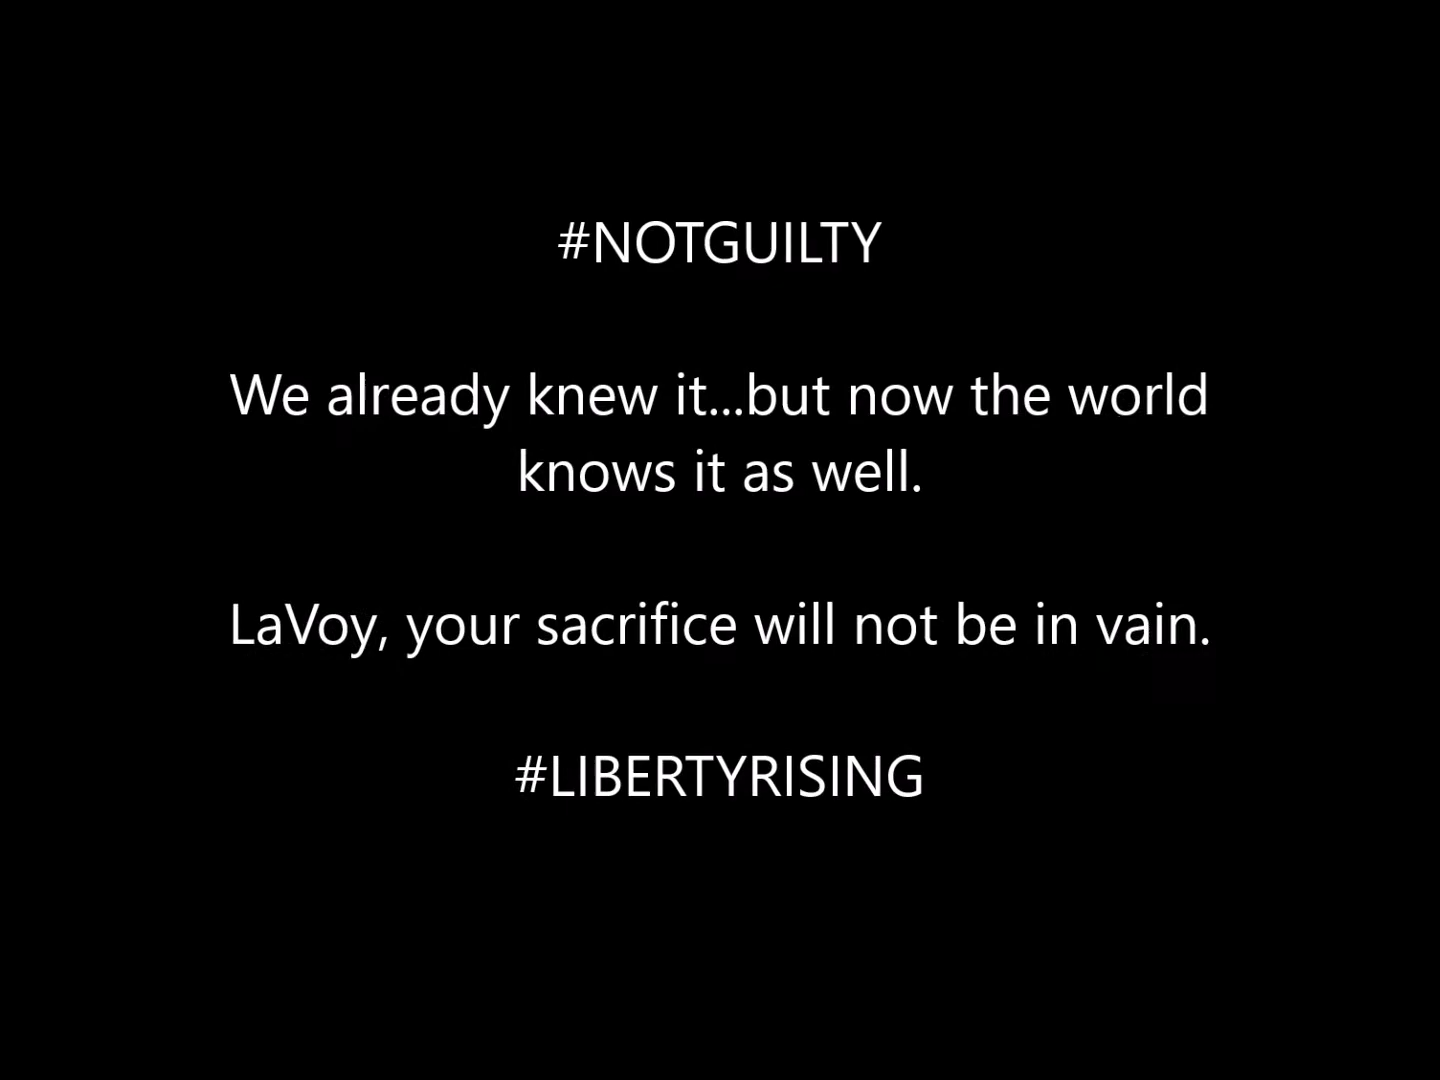 #NOTGUILTY
We already knew it...but now the world
knows it as well.
LaVoy, your sacrifice will not be in vain.
#LIBERTYRISING